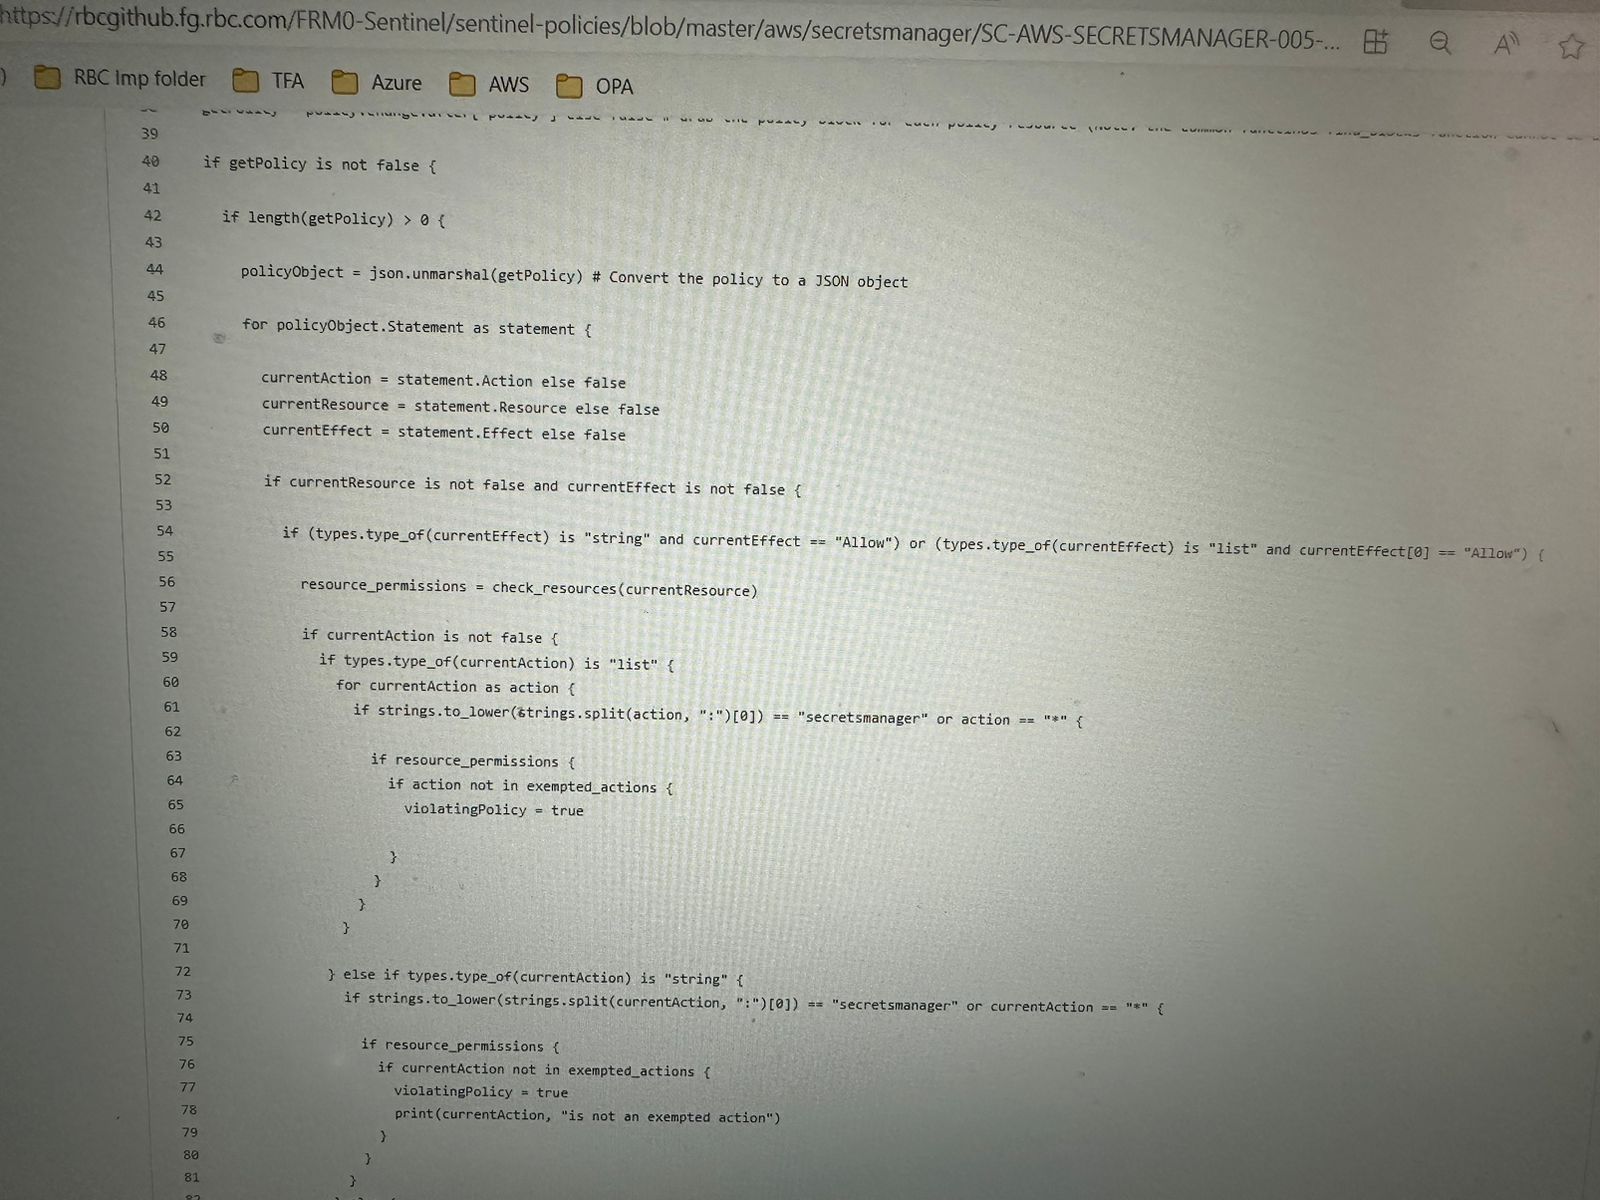 https://rbcgithub.fg.rbc.com/FRM0-Sentinel/sentinel-policies/blob/master/aws/secretsmanager/SC-AWS-SECRETSMANAGER-005-...
RBC Imp folder TFA Azure AWS OPA
39
40 if getPolicy is not false {
41
42 if length(getPolicy) > 0 {
43
44 policyObject = json.unmarshal(getPolicy) # Convert the policy to a JSON object
45
46 for policyObject.Statement as statement {
47
48 currentAction = statement.Action else false
49 currentResource = statement.Resource else false
50 currentEffect = statement.Effect else false
51
52 if currentResource is not false and currentEffect is not false {
53
54 if (types.type_of(currentEffect) is "string" and currentEffect == "Allow") or (types.type_of(currentEffect) is "list" and currentEffect[0] == "Allow") {
55
56 resource_permissions = check_resources(currentResource)
57
58 if currentAction is not false {
59 if types.type_of(currentAction) is "list" {
60 for currentAction as action {
61 if strings.to_lower(strings.split(action, ":")[0]) == "secretsmanager" or action == "*" {
62
63 if resource_permissions {
64 if action not in exempted_actions {
65 violatingPolicy = true
66
67 }
68 }
69 }
70 }
71
72 } else if types.type_of(currentAction) is "string" {
73 if strings.to_lower(strings.split(currentAction, ":")[0]) == "secretsmanager" or currentAction == "*" {
74
75 if resource_permissions {
76 if currentAction not in exempted_actions {
77 violatingPolicy = true
78 print(currentAction, "is not an exempted action")
79 }
80 }
81 }